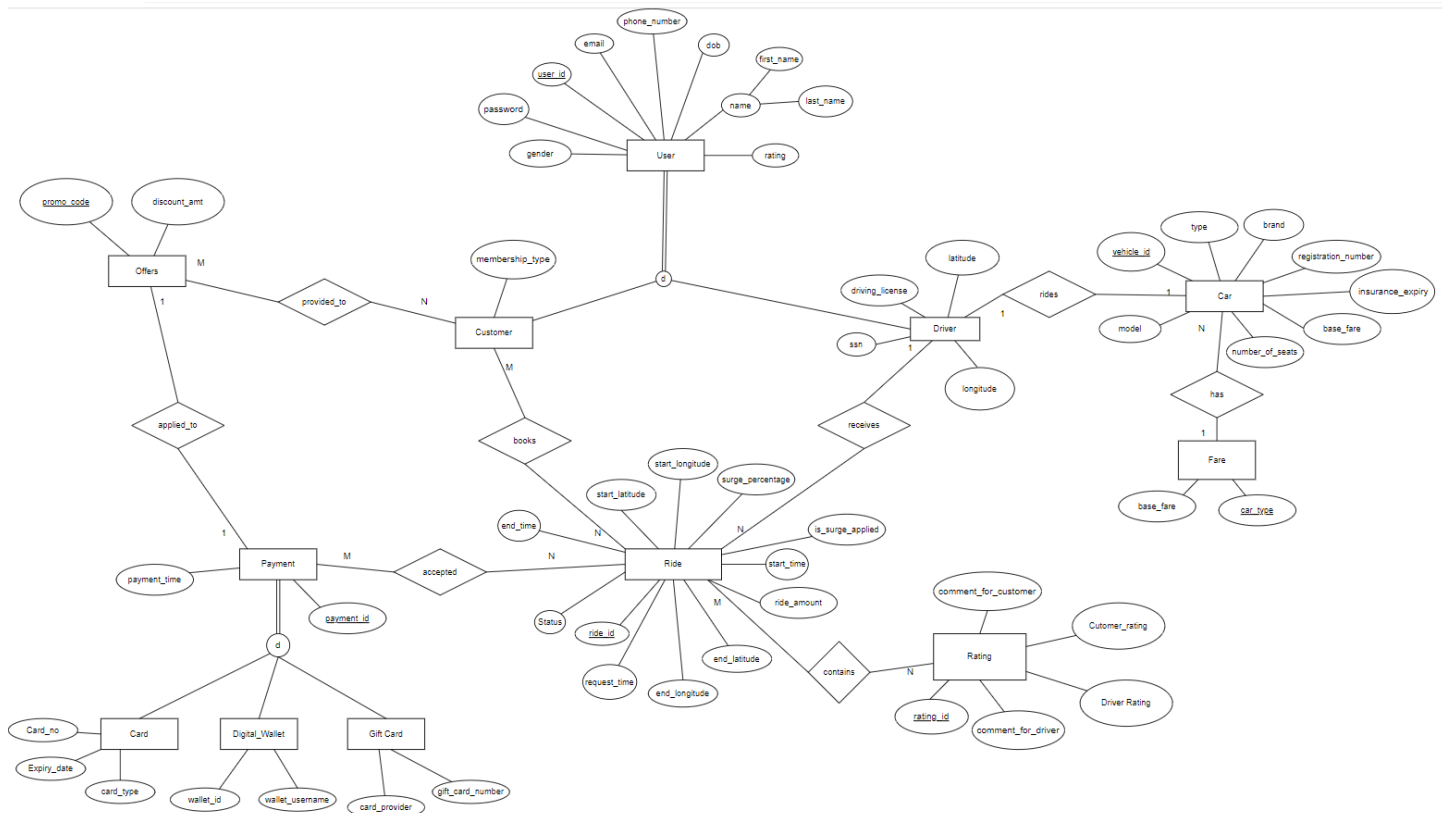 phone_number
email
dob
first_name
user_id
name
last_name
password
gender
User
rating
promo_code
discount_amt
Offers
M
provided_to
N
membership_type
Customer
M
d
latitude
driving_license
Driver
ssn
1
1
longitude
rides
1
vehicle_id
type
brand
registration_number
insurance_expiry
Car
model
N
number_of_seats
base_fare
has
1
Fare
base_fare
car_type
1
applied_to
1
books
receives
start_longitude
start_latitude
surge_percentage
end_time
N
N
is_surge_applied
Payment
M
accepted
N
Ride
start_time
payment_time
payment_id
Status
ride_id
M
ride_amount
request_time
end_longitude
end_latitude
contains
N
comment_for_customer
Cutomer_rating
Rating
Driver Rating
rating_id
comment_for_driver
d
Card_no
Card
Digital_Wallet
Gift Card
Expiry_date
card_type
wallet_id
wallet_username
card_provider
gift_card_number